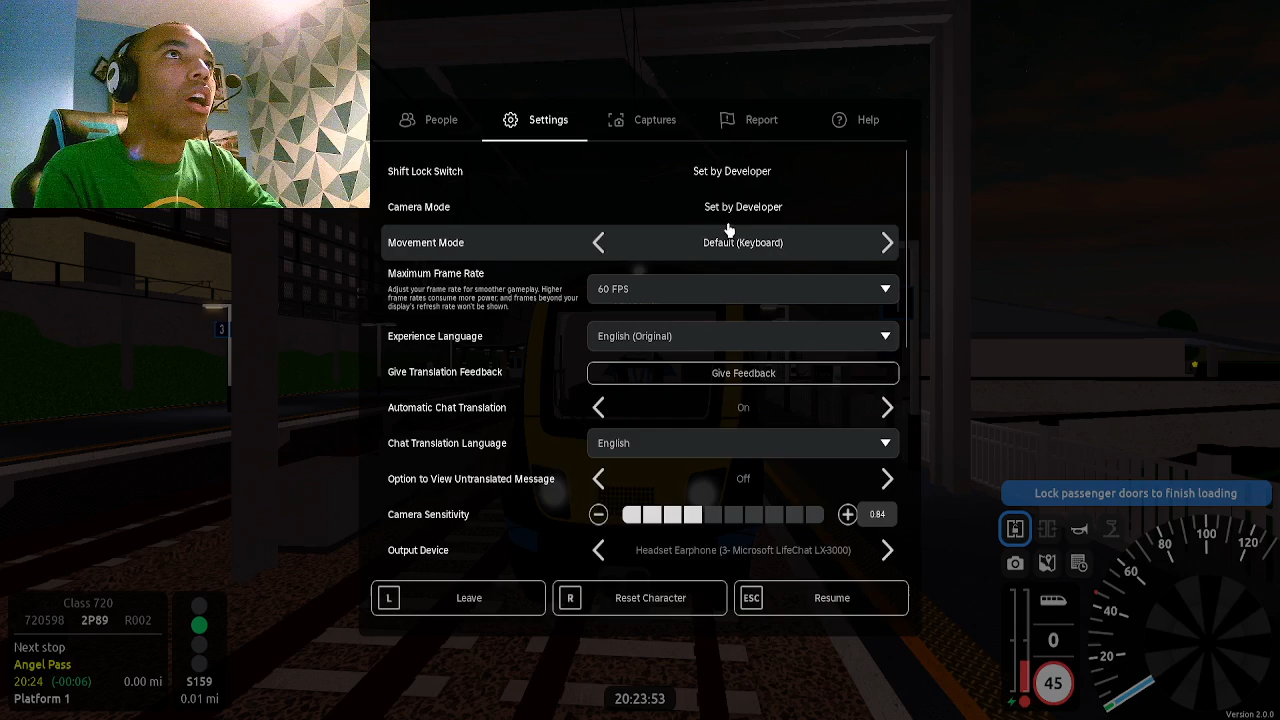 People
Settings
Captures
Report
Help
Shift Lock Switch
Set by Developer
Camera Mode
Set by Developer
Movement Mode
Default (Keyboard)
Maximum Frame Rate
Adjust your frame rate for smoother gameplay. Higher
frame rates consume more power, and frames beyond your
display's refresh rate won't be shown.
60 FPS
Experience Language
English (Original)
Give Translation Feedback
Give Feedback
Automatic Chat Translation
On
Chat Translation Language
English
Option to View Untranslated Message
Off
Camera Sensitivity
0.84
Output Device
Headset Earphone (3- Microsoft LifeChat LX-3000)
L
Leave
R
Reset Character
ESC
Resume
3
Lock passenger doors to finish loading
Class 720
720598 2P89 R002
Next stop
Angel Pass
20:24 (-00:06) 0.00 mi
Platform 1
S159
0.01 mi
20:23:53
0
45
20
40
60
80
100
120
Version 2.0.0